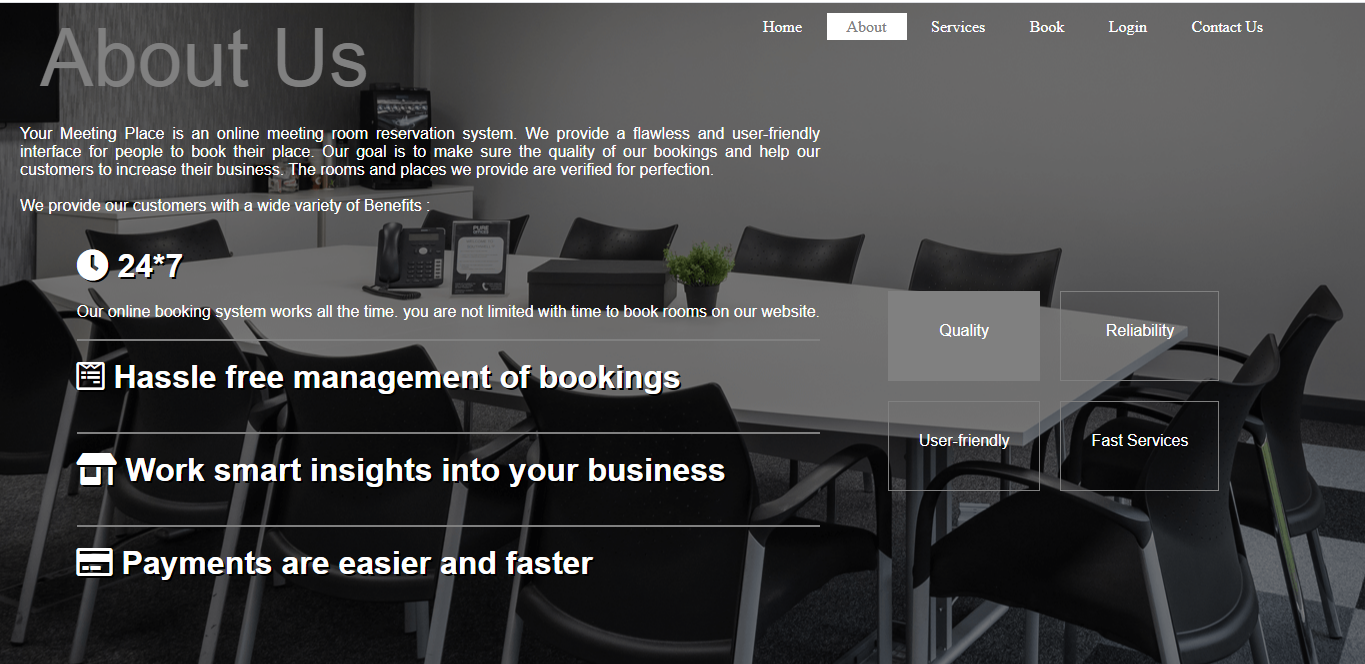 Home About Services Book Login Contact Us
About Us
Your Meeting Place is an online meeting room reservation system. We provide a flawless and user-friendly
interface for people to book their place. Our goal is to make sure the quality of our bookings and help our
customers to increase their business. The rooms and places we provide are verified for perfection.
We provide our customers with a wide variety of Benefits :
24*7
Our online booking system works all the time. you are not limited with time to book rooms on our website.
Hassle free management of bookings
Work smart insights into your business
Payments are easier and faster
Quality Reliability
User-friendly Fast Services
PURE